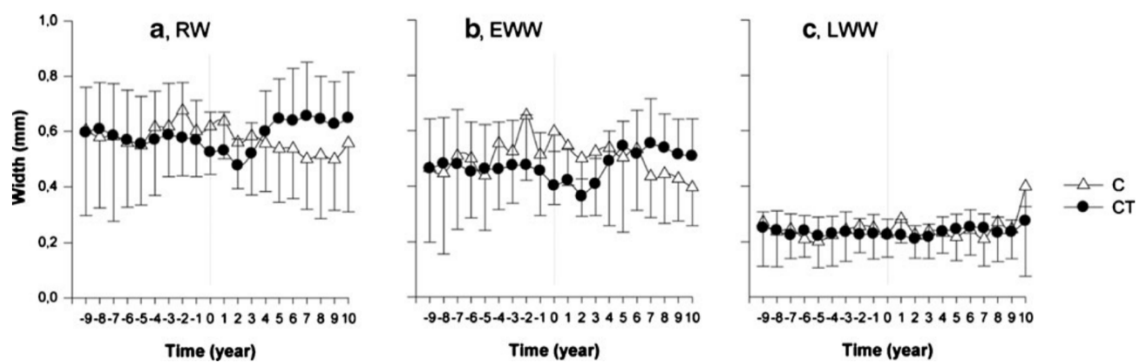 a, RW
b, EWW
c, LWW
1,0
0,8
0,6
0,4
0,2
0,0
Width (mm)
-9 -8 -7 -6 -5 -4 -3 -2 -1 0 1 2 3 4 5 6 7 8 9 10
-9 -8 -7 -6 -5 -4 -3 -2 -1 0 1 2 3 4 5 6 7 8 9 10
-9 -8 -7 -6 -5 -4 -3 -2 -1 0 1 2 3 4 5 6 7 8 9 10
Time (year)
Time (year)
Time (year)
C
CT